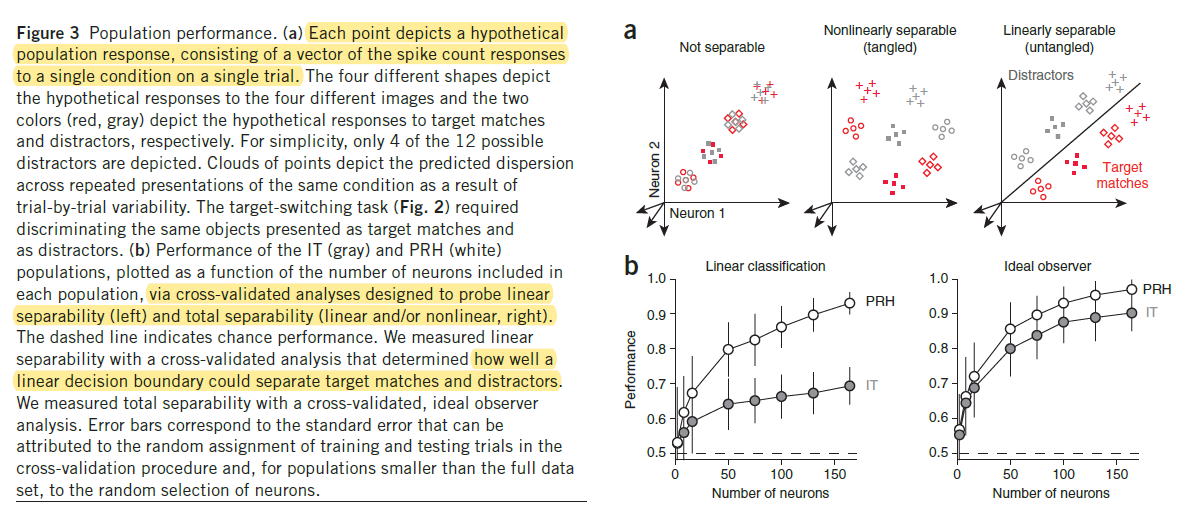 Figure 3 Population performance. (a) Each point depicts a hypothetical
population response, consisting of a vector of the spike count responses
to a single condition on a single trial. The four different shapes depict
the hypothetical responses to the four different images and the two
colors (red, gray) depict the hypothetical responses to target matches
and distractors, respectively. For simplicity, only 4 of the 12 possible
distractors are depicted. Clouds of points depict the predicted dispersion
across repeated presentations of the same condition as a result of
trial-by-trial variability. The target-switching task (Fig. 2) required
discriminating the same objects presented as target matches and
as distractors. (b) Performance of the IT (gray) and PRH (white)
populations, plotted as a function of the number of neurons included in
each population, via cross-validated analyses designed to probe linear
separability (left) and total separability (linear and/or nonlinear, right).
The dashed line indicates chance performance. We measured linear
separability with a cross-validated analysis that determined how well a
linear decision boundary could separate target matches and distractors.
We measured total separability with a cross-validated, ideal observer
analysis. Error bars correspond to the standard error that can be
attributed to the random assignment of training and testing trials in the
cross-validation procedure and, for populations smaller than the full data
set, to the random selection of neurons.
a
Not separable
Neuron 2
Neuron 1
Nonlinearly separable
(tangled)
Linearly separable
(untangled)
Distractors
Target
matches
b
Linear classification
Performance
1.0
0.9
0.8
0.7
0.6
0.5
PRH
IT
0 50 100 150
Number of neurons
Ideal observer
1.0
0.9
0.8
0.7
0.6
0.5
PRH
IT
0 50 100 150
Number of neurons